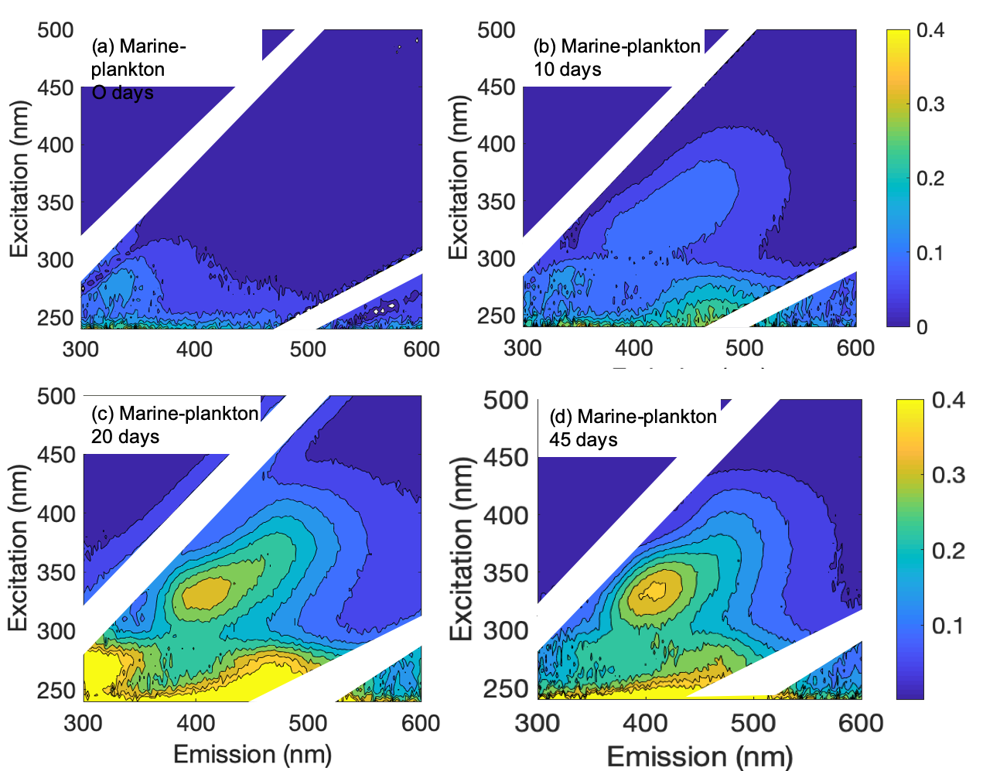 500
(a) Marine-
plankton
O days
450
400
350
300
250
Excitation (nm)
300 400 500 600
500
(b) Marine-plankton
10 days
450
400
350
300
250
Excitation (nm)
300 400 500 600
0.4
0.3
0.2
0.1
0
500
(c) Marine-plankton
20 days
450
400
350
300
250
Excitation (nm)
300 400 500 600
Emission (nm)
500
(d) Marine-plankton
45 days
450
400
350
300
250
Excitation (nm)
300 400 500 600
Emission (nm)
0.4
0.3
0.2
0.1